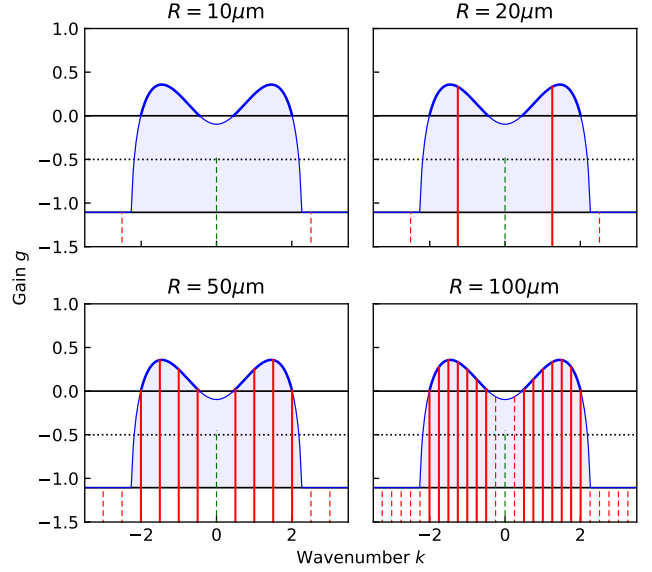 R = 10μm
R = 20μm
1.0
0.5
0.0
−0.5
−1.0
−1.5
R = 50μm
R = 100μm
1.0
0.5
0.0
−0.5
−1.0
−1.5
−2 0 2
−2 0 2
Gain g
Wavenumber k